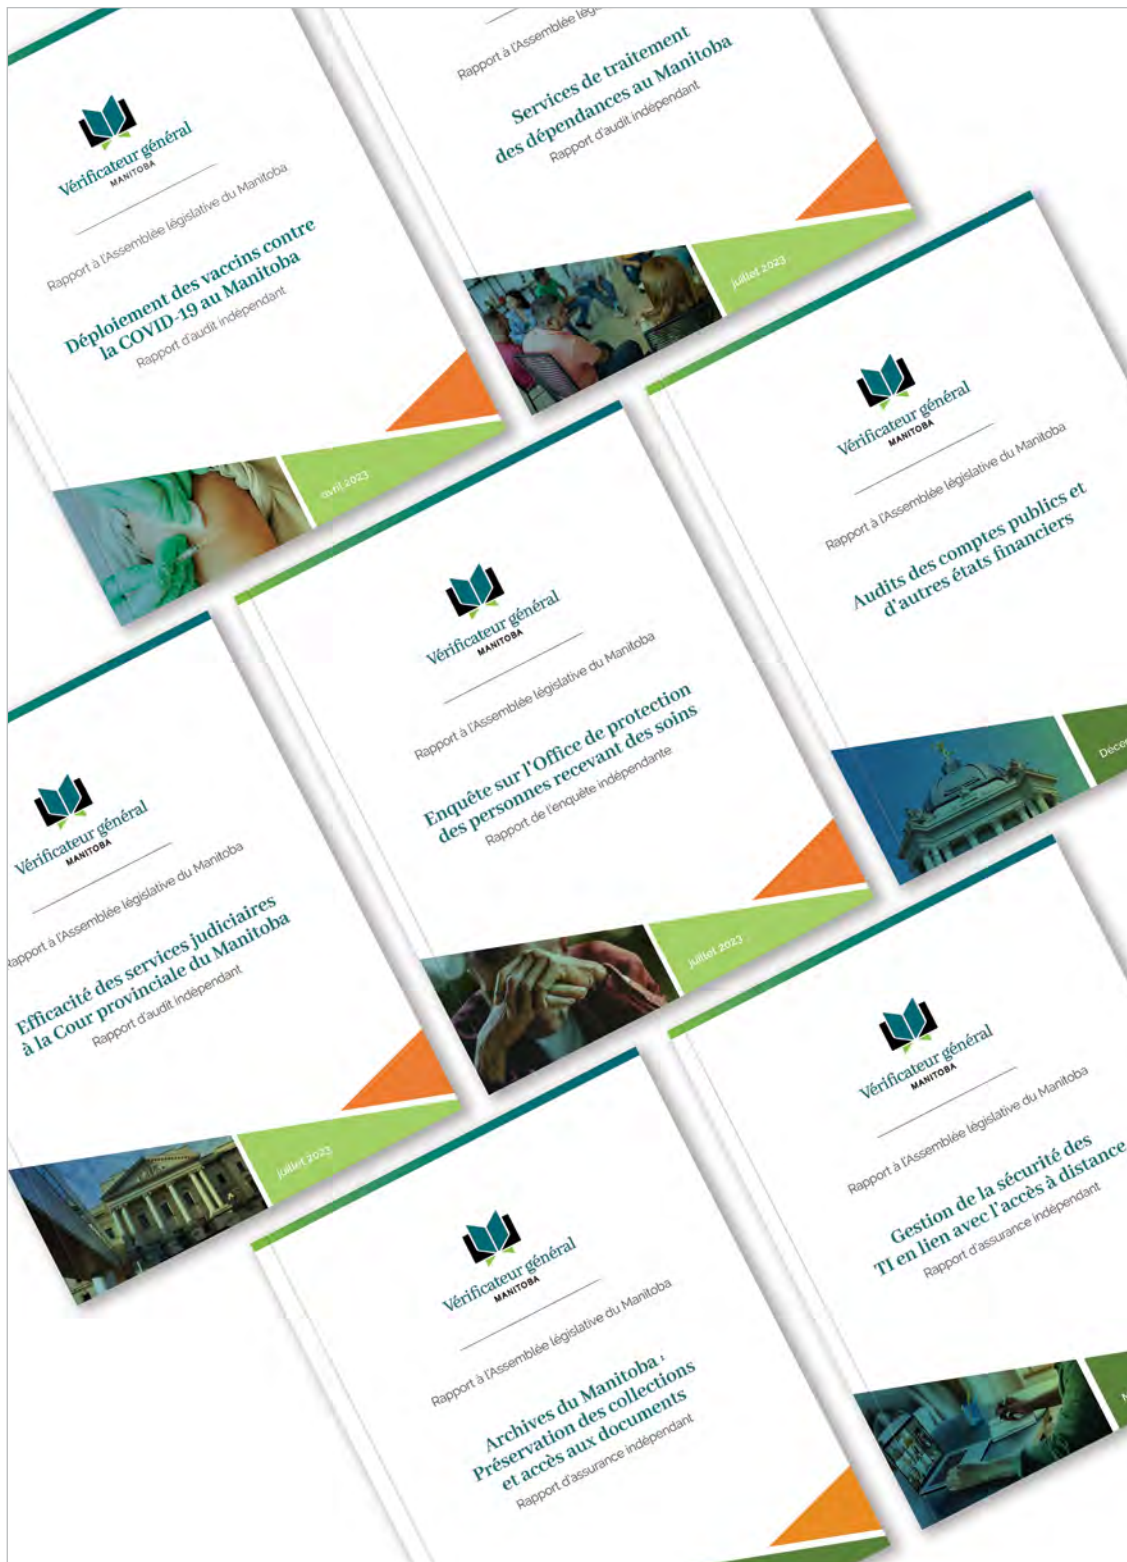 Vérificateur général
MANITOBA
Rapport à l'Assemblée législative du Manitoba
Déploiement des vaccins contre
la COVID-19 au Manitoba
Rapport d'audit indépendant
avril 2023
Rapport à l'Assemblée
Services de traitement
des dépendances au Manitoba
Rapport d'audit indépendant
juillet 2023
Vérificateur général
MANITOBA
Rapport à l'Assemblée législative du Manitoba
Audits des comptes publics et
d'autres états financiers
Vérificateur général
MANITOBA
Rapport à l'Assemblée législative du Manitoba
Enquête sur l'Office de protection
des personnes recevant des soins
Rapport de l'enquête indépendante
juillet 2023
Vérificateur général
MANITOBA
Rapport à l'Assemblée législative du Manitoba
Efficacité des services judiciaires
à la Cour provinciale du Manitoba
Rapport d'audit indépendant
juillet 2023
Vérificateur général
MANITOBA
Rapport à l'Assemblée législative du Manitoba
Gestion de la sécurité des
TI en lien avec l'accès à distance
Rapport d'assurance indépendant
Vérificateur général
MANITOBA
Rapport à l'Assemblée législative du Manitoba
Archives du Manitoba :
Préservation des collections
et accès aux documents
Rapport d'assurance indépendant